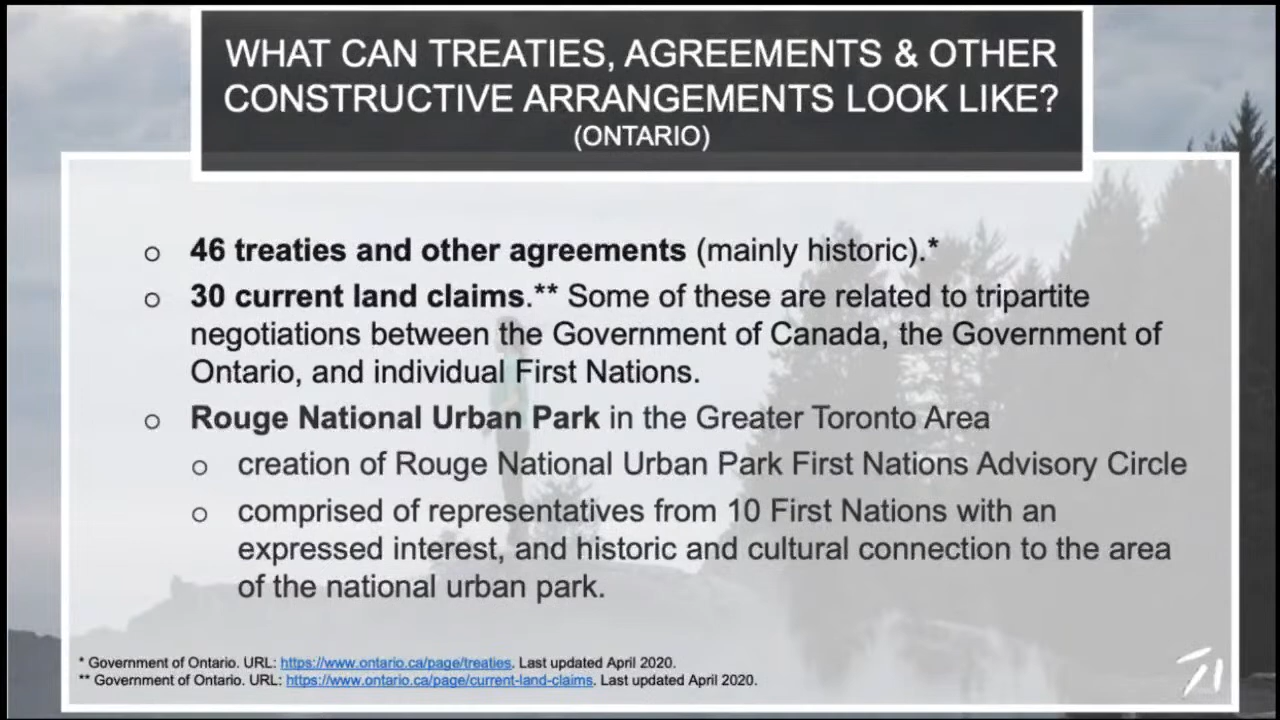 WHAT CAN TREATIES, AGREEMENTS & OTHER
CONSTRUCTIVE ARRANGEMENTS LOOK LIKE?
(ONTARIO)
o 46 treaties and other agreements (mainly historic).*
o 30 current land claims.** Some of these are related to tripartite
negotiations between the Government of Canada, the Government of
Ontario, and individual First Nations.
o Rouge National Urban Park in the Greater Toronto Area
o creation of Rouge National Urban Park First Nations Advisory Circle
o comprised of representatives from 10 First Nations with an
expressed interest, and historic and cultural connection to the area
of the national urban park.
* Government of Ontario. URL: https://www.ontario.ca/page/treaties. Last updated April 2020.
** Government of Ontario. URL: https://www.ontario.ca/page/current-land-claims. Last updated April 2020.